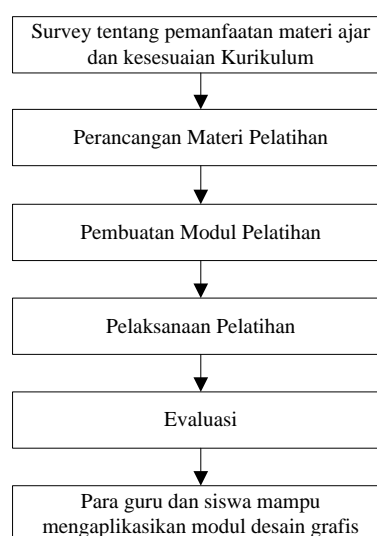 Survey tentang pemanfaatan materi ajar
dan kesesuaian Kurikulum
Perancangan Materi Pelatihan
Pembuatan Modul Pelatihan
Pelaksanaan Pelatihan
Evaluasi
Para guru dan siswa mampu
mengaplikasikan modul desain grafis